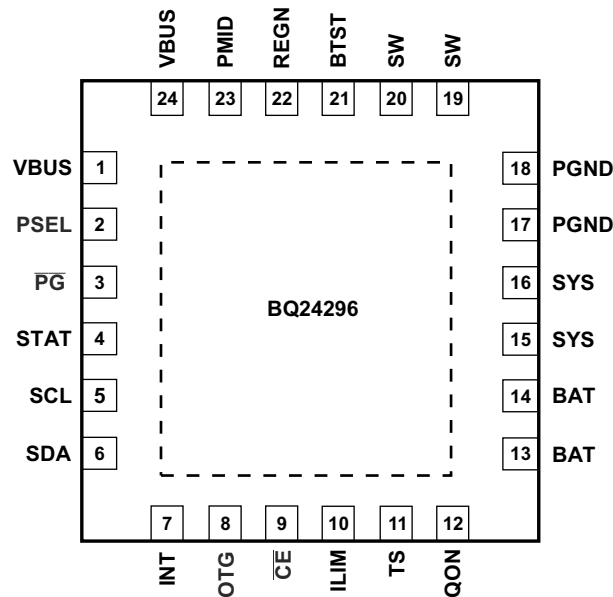 VBUS PMID REGN BTST SW SW
24 23 22 21 20 19
VBUS 1 18 PGND
PSEL 2 17 PGND
P̅G̅ 3 16 SYS
STAT 4 15 SYS
BQ24296
SCL 5 14 BAT
SDA 6 13 BAT
7 8 9 10 11 12
INT OTG C̅E̅ ILIM TS QON